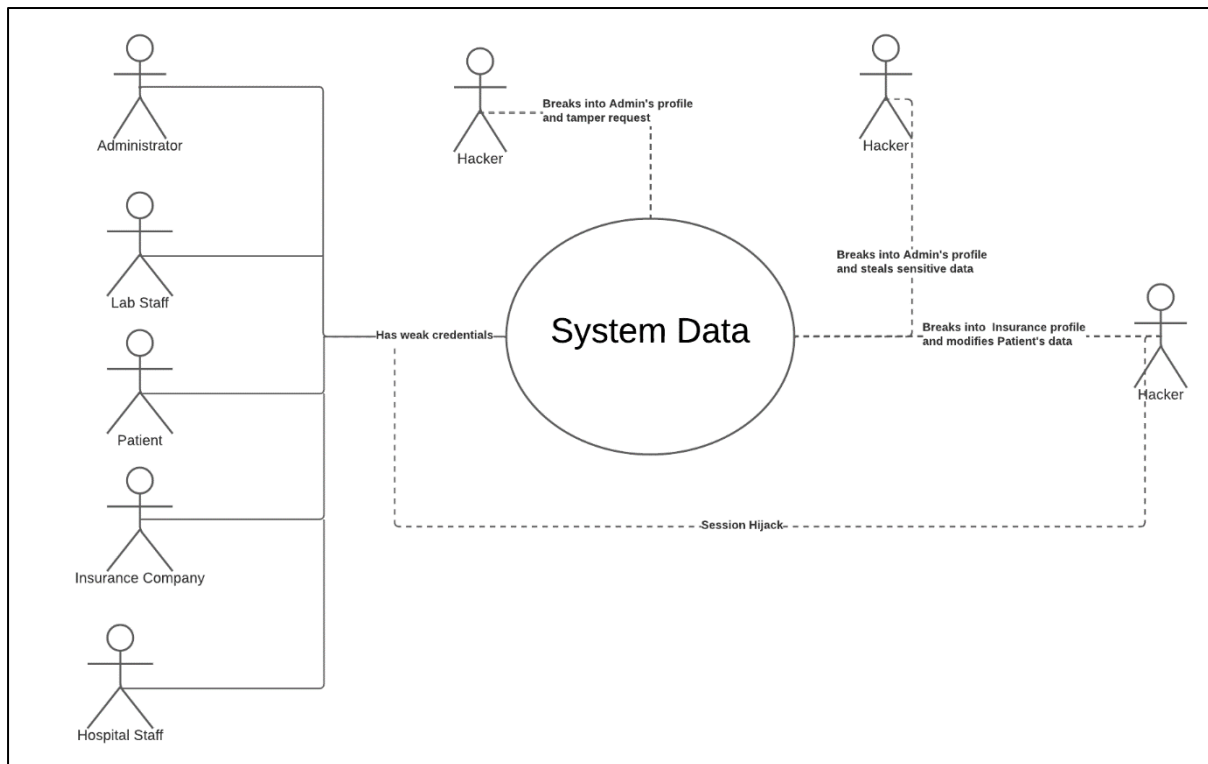 Administrator
Hacker
Breaks into Admin's profile
and tamper request
Hacker
Lab Staff
Breaks into Admin's profile
and steals sensitive data
Has weak credentials
System Data
Breaks into Insurance profile
and modifies Patient's data
Hacker
Patient
Session Hijack
Insurance Company
Hospital Staff